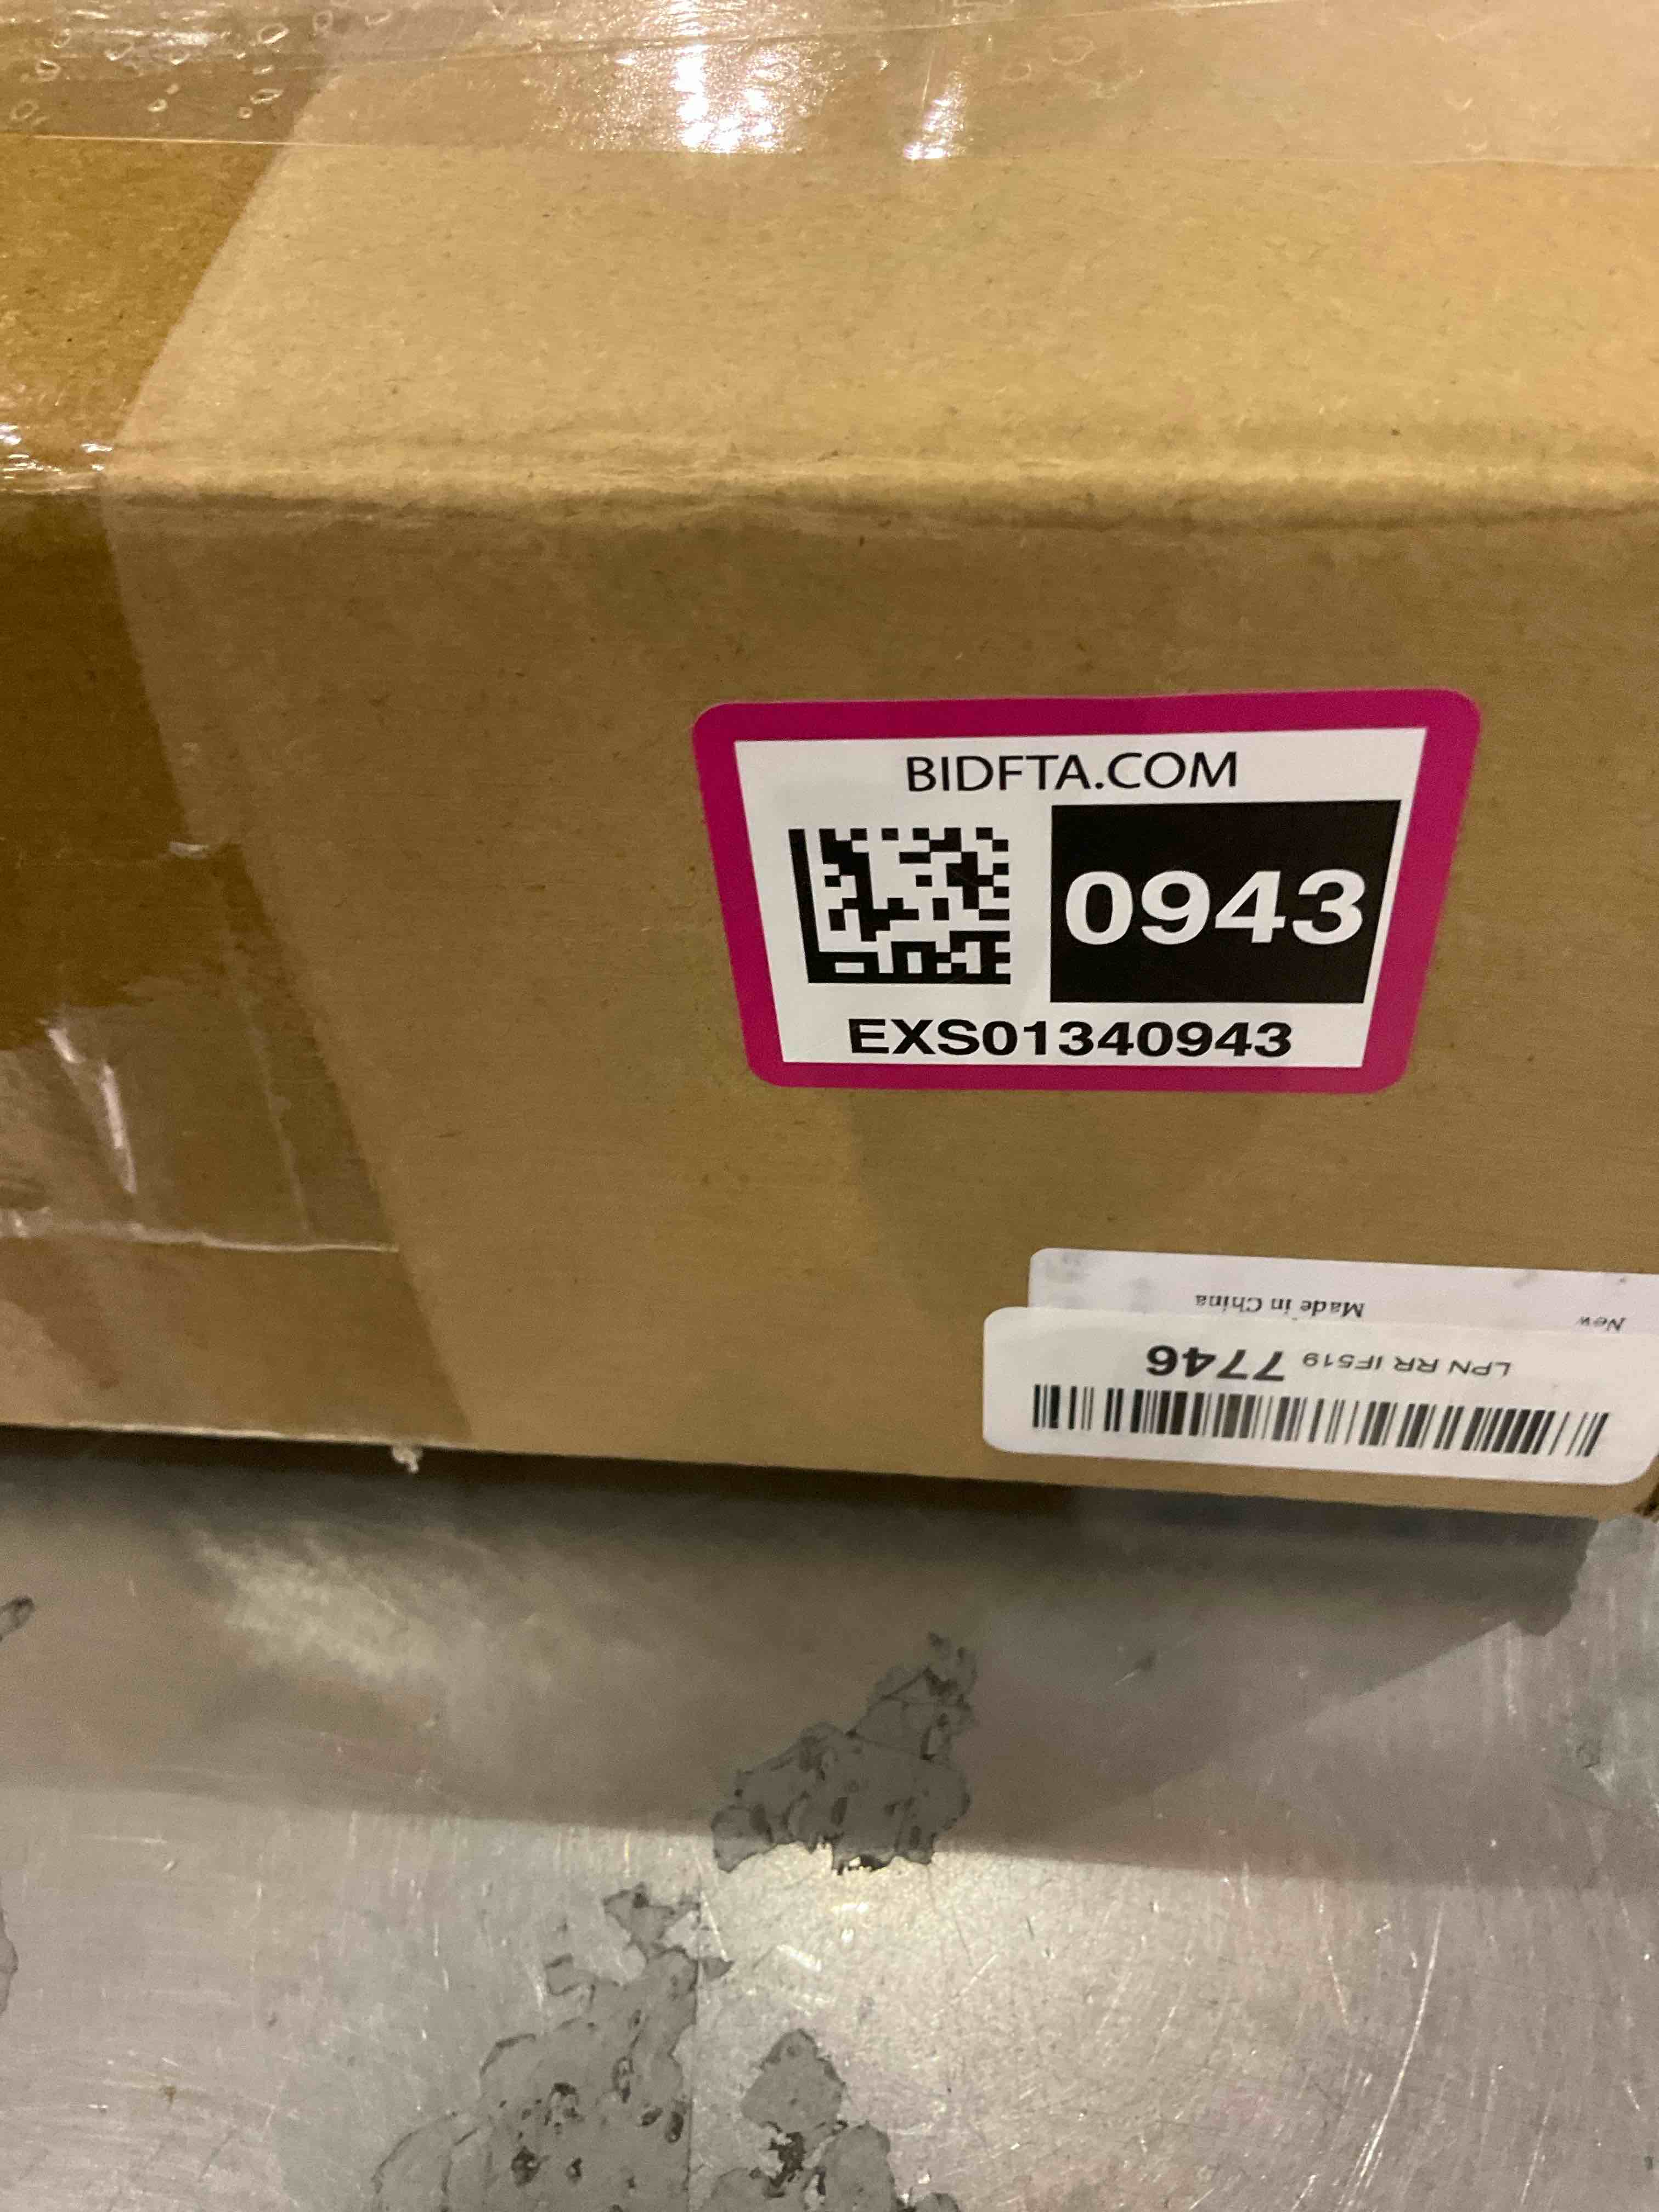 BIDFTA.COM
0943
EXS01340943
Made in China
New
LPN RR IF519 7746